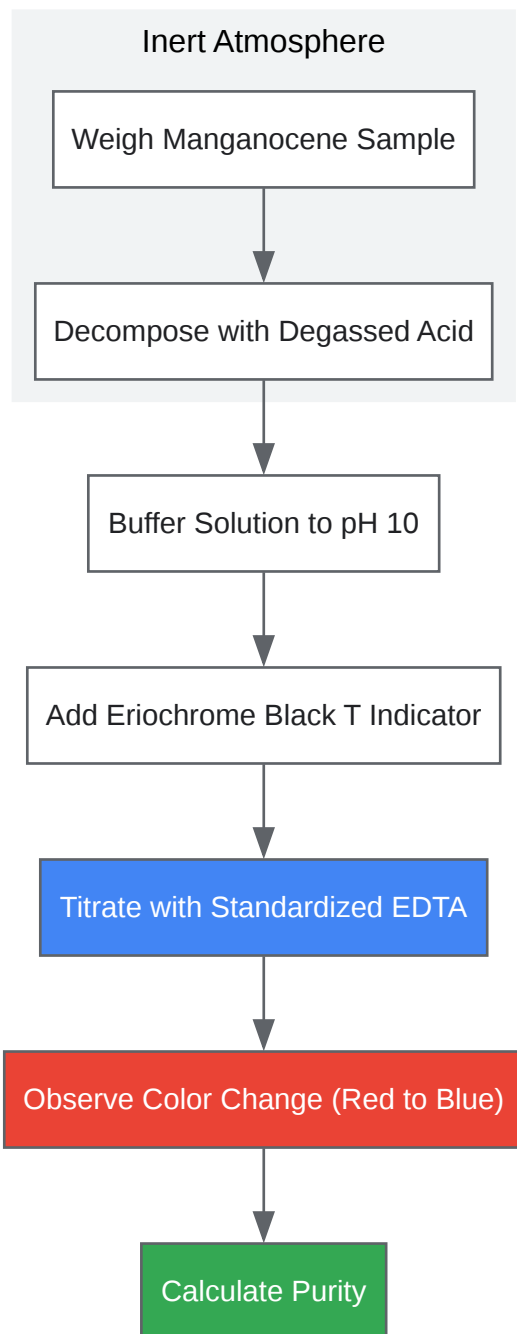 Inert Atmosphere
Weigh Manganocene Sample
Decompose with Degassed Acid
Buffer Solution to pH 10
Add Eriochrome Black T Indicator
Titrate with Standardized EDTA
Observe Color Change (Red to Blue)
Calculate Purity